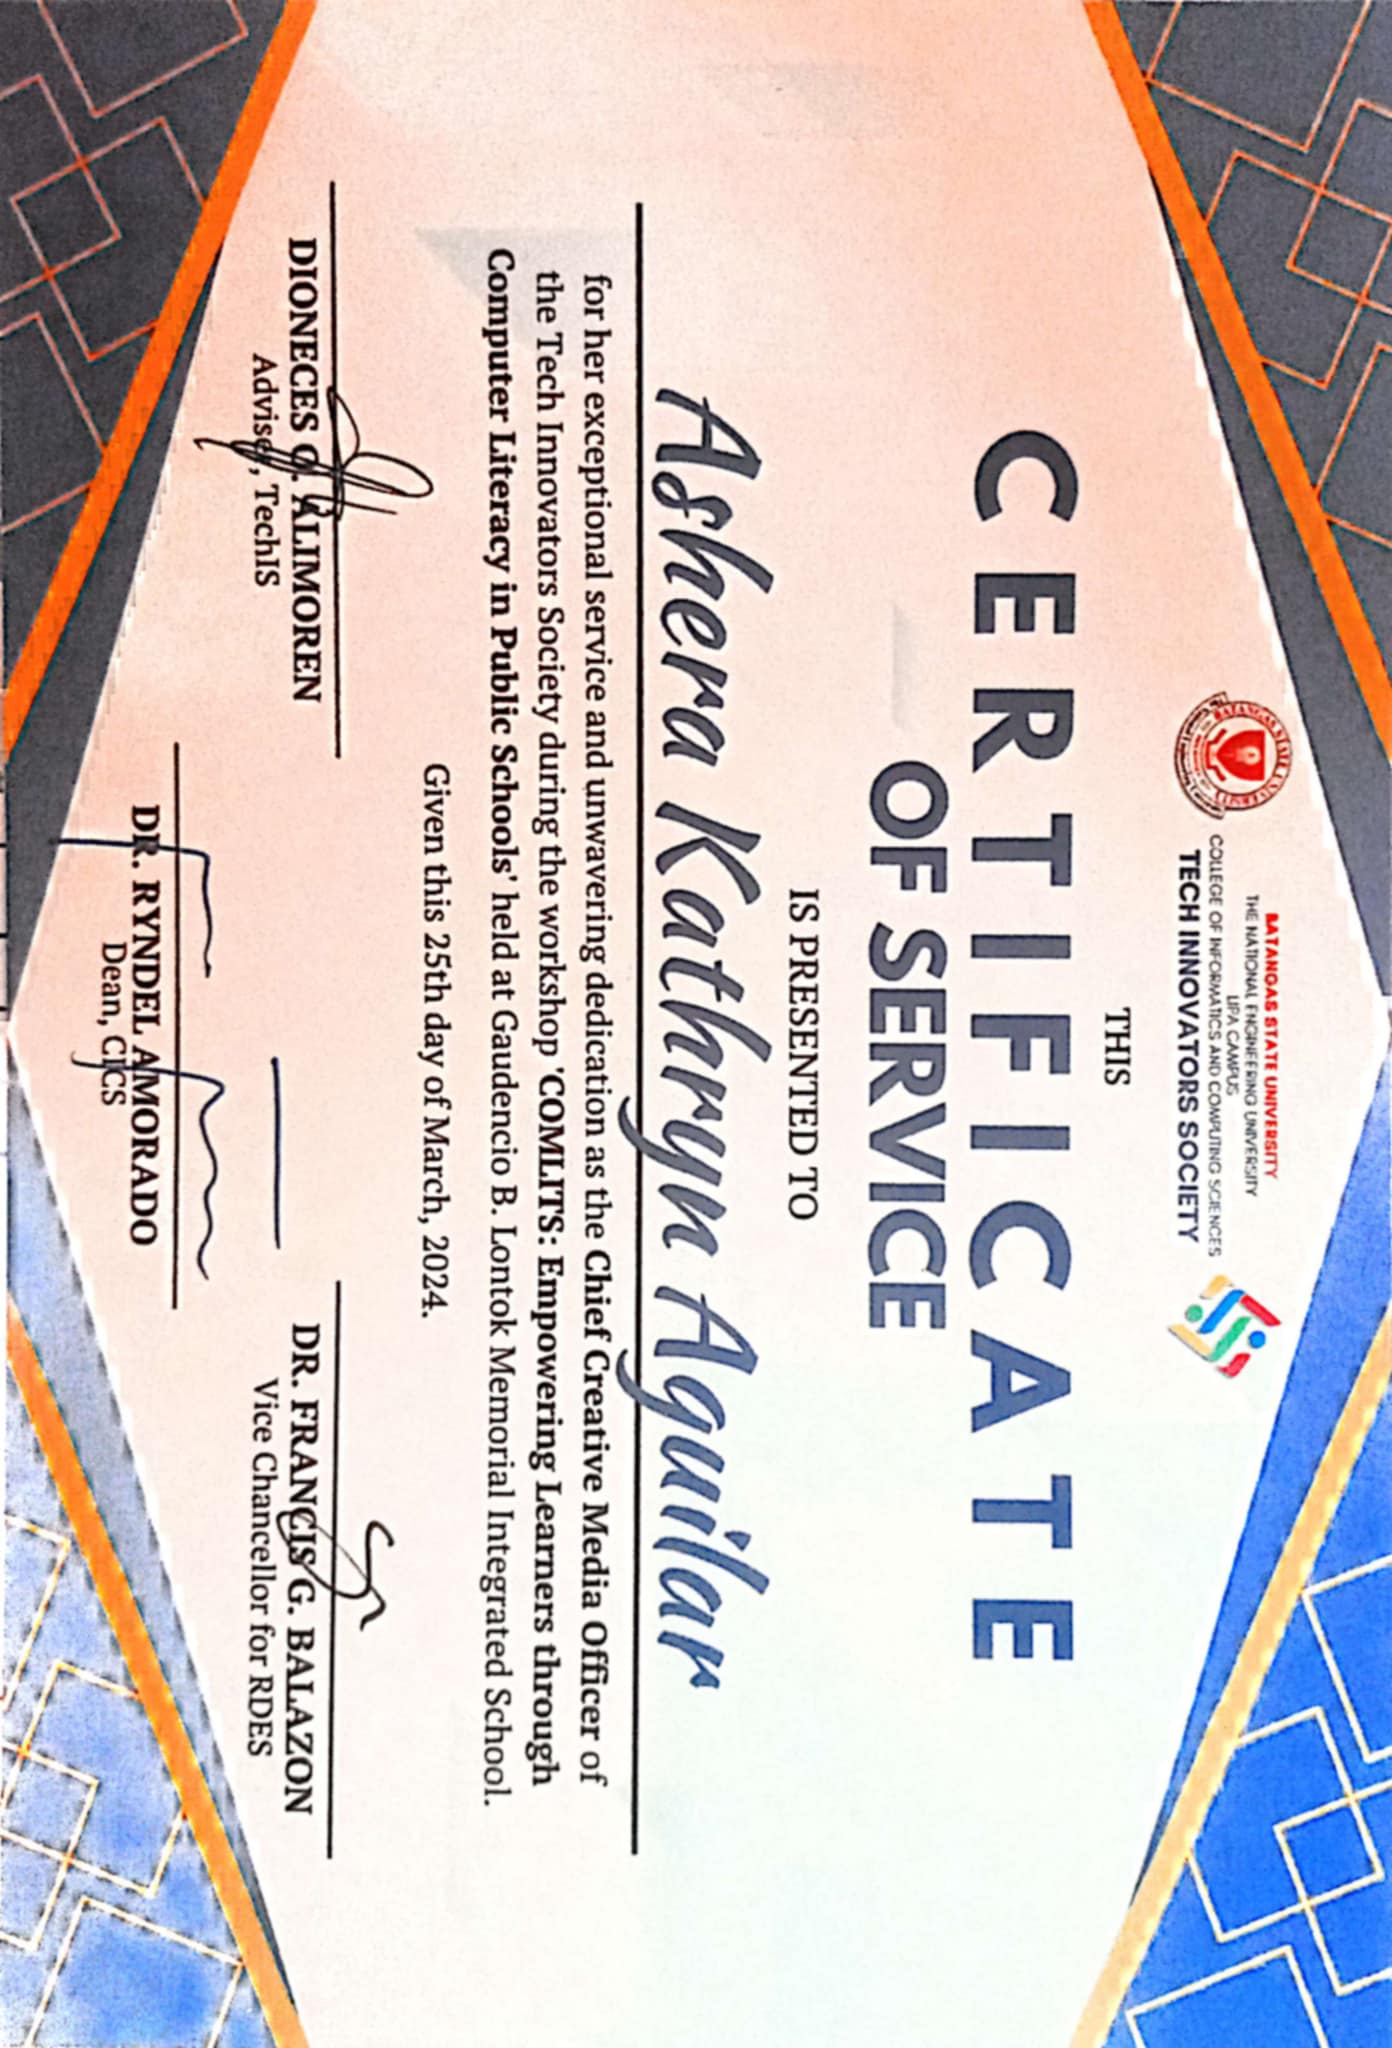 BATANGAS STATE UNIVERSITY
THE NATIONAL ENGINEERING UNIVERSITY
LIPA CAMPUS
COLLEGE OF INFORMATICS AND COMPUTING SCIENCES
TECH INNOVATORS SOCIETY
THIS
CERTIFICATE
OF SERVICE
IS PRESENTED TO
Ashera Kathryn Aguilar
for her exceptional service and unwavering dedication as the Chief Creative Media Officer of
the Tech Innovators Society during the workshop 'COMLITS: Empowering Learners through
Computer Literacy in Public Schools' held at Gaudencio B. Lontok Memorial Integrated School.
Given this 25th day of March, 2024.
DIONECES O. ALIMOREN
Adviser, TechIS
DR. FRANCIS G. BALAZON
Vice Chancellor for RDES
DR. RYNDEL AMORADO
Dean, CICS